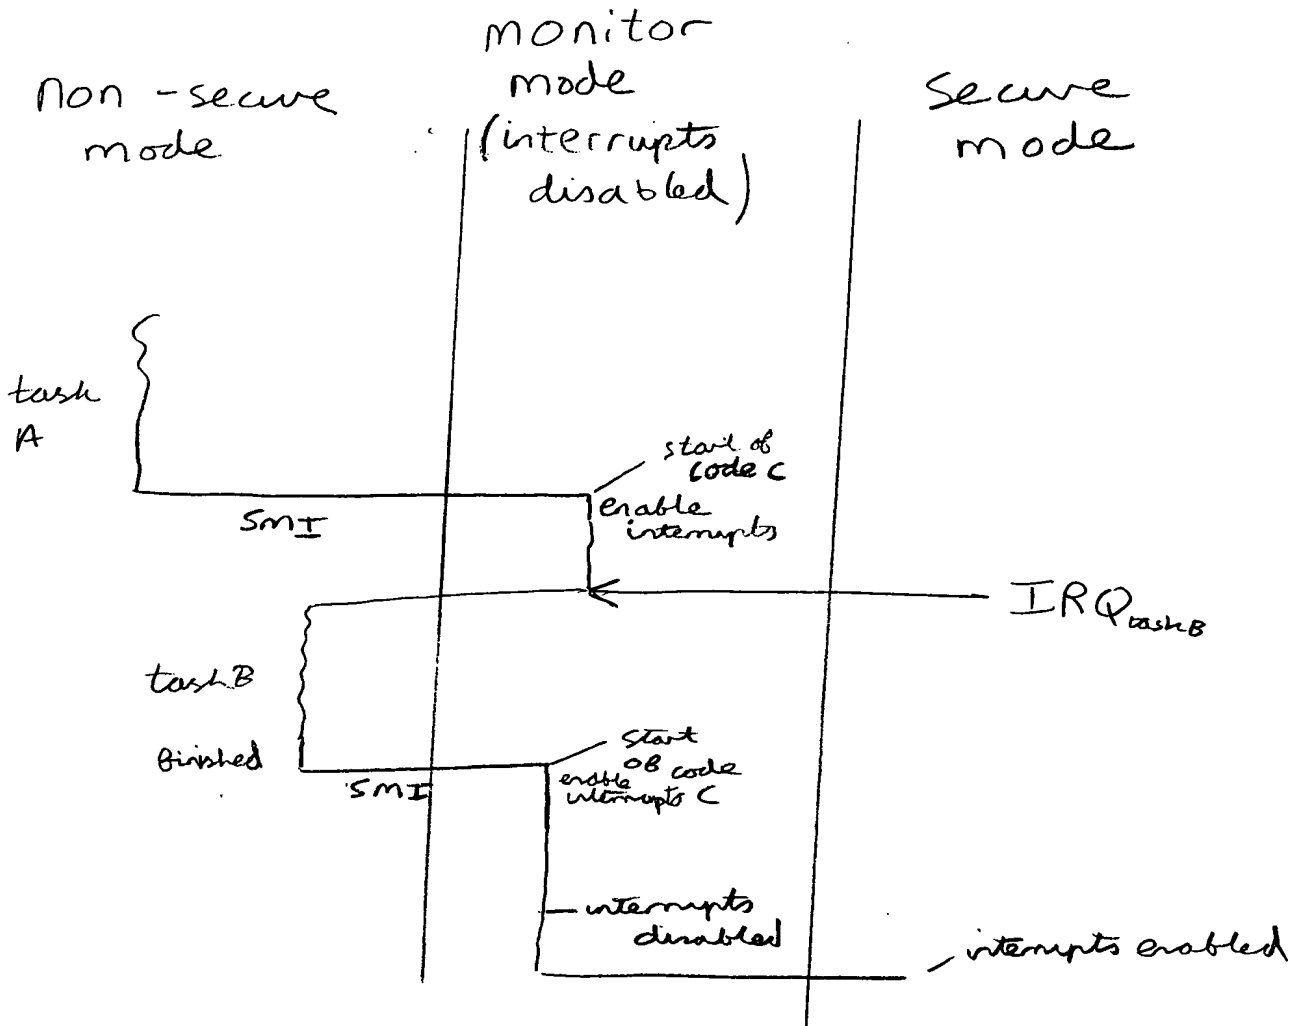 non-secure
mode
monitor
mode
(interrupts
disabled)
secure
mode
task
A
start of
code C
enable
interrupts
SMI
IRQ task B
task B
finished
start
of code
enable
interrupts C
SMI
interrupts
disabled
interrupts enabled